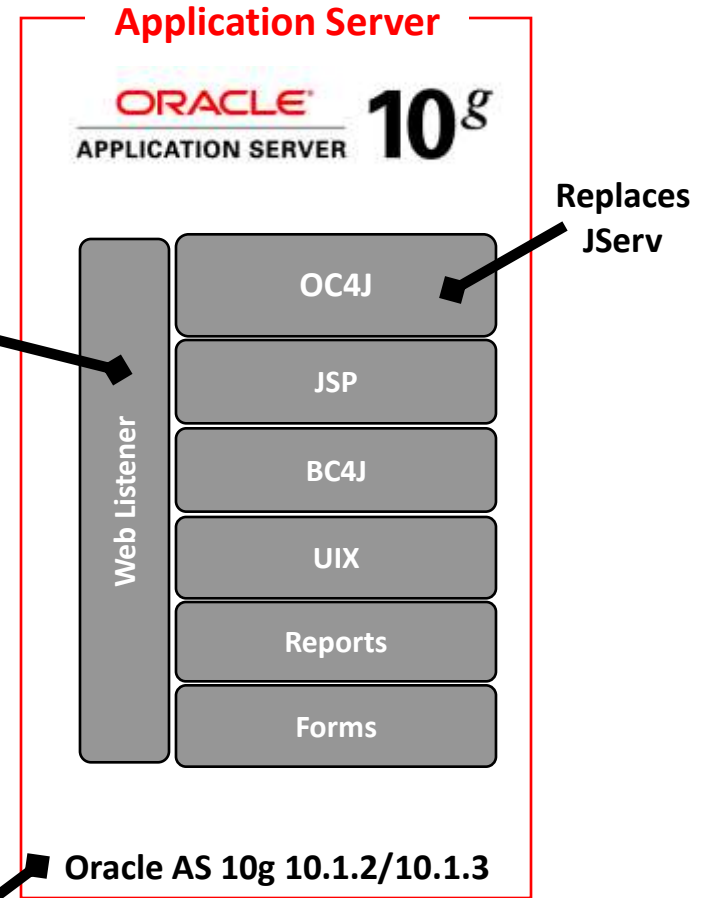 Application Server
ORACLE
APPLICATION SERVER
10g
Replaces
JServ
OC4J
JSP
BC4J
UIX
Reports
Forms
Web Listener
Oracle AS 10g 10.1.2/10.1.3